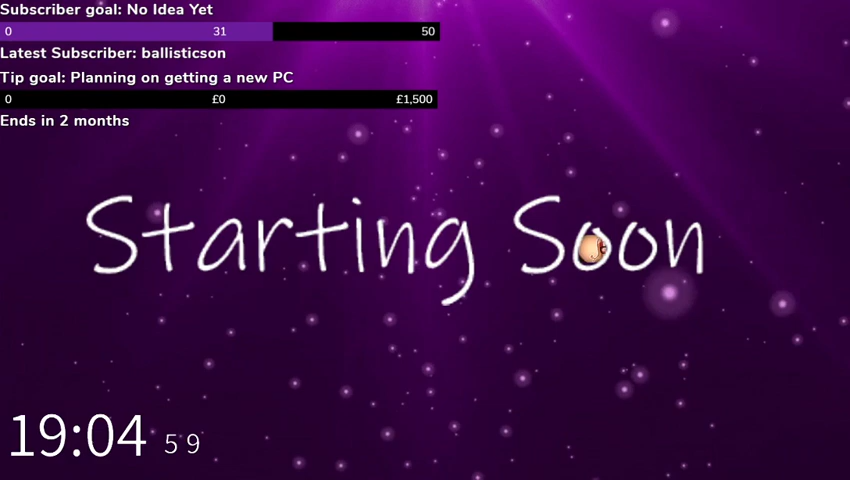 Subscriber goal: No Idea Yet
0 31 50
Latest Subscriber: ballisticson
Tip goal: Planning on getting a new PC
0 £0 £1,500
Ends in 2 months
Starting Soon
19:04 59